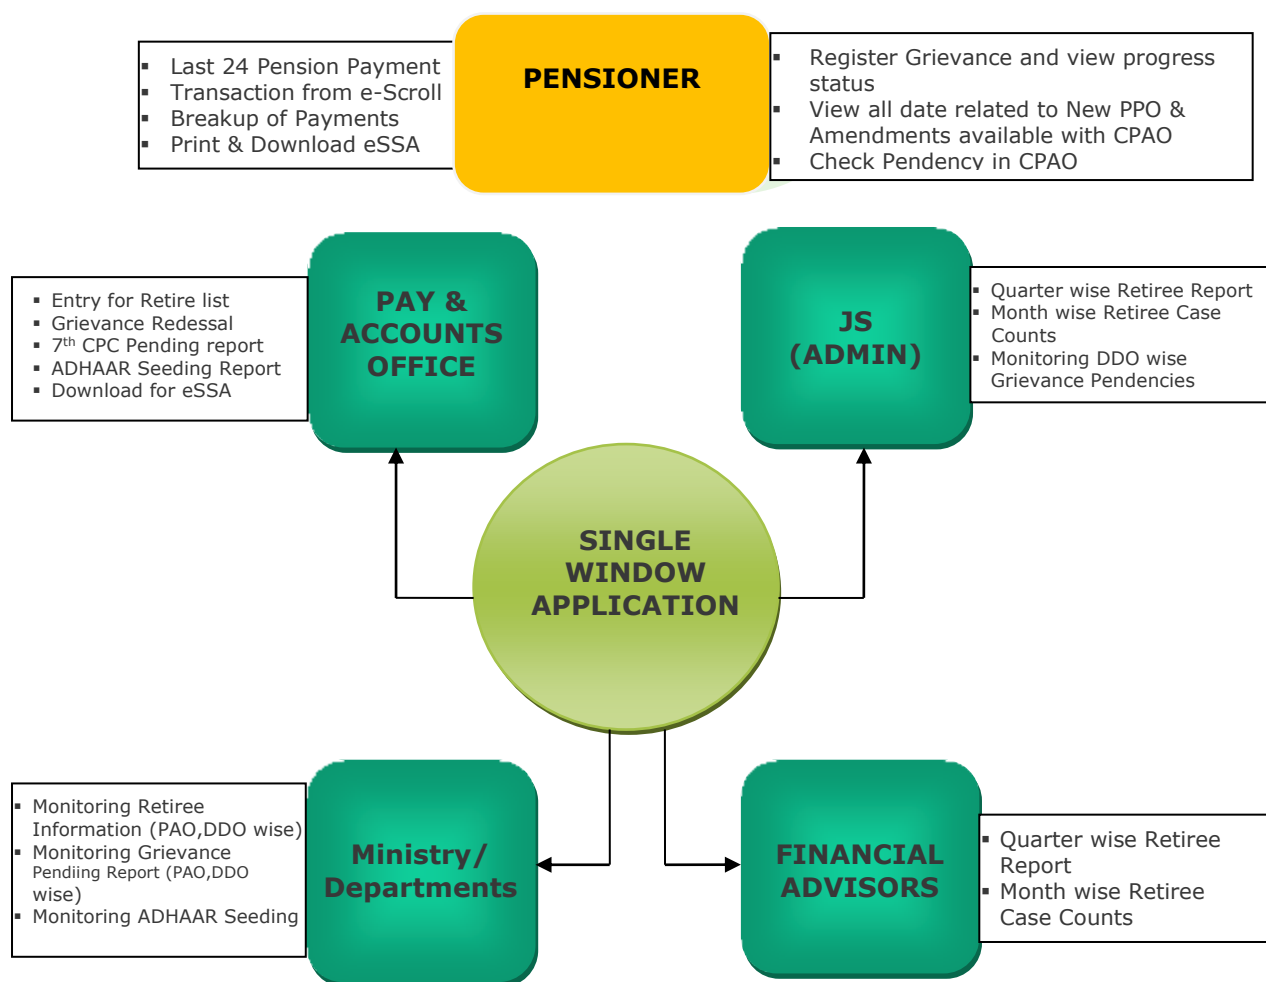 ▪ Last 24 Pension Payment
▪ Transaction from e-Scroll
▪ Breakup of Payments
▪ Print & Download eSSA
PENSIONER
▪ Register Grievance and view progress
status
▪ View all date related to New PPO &
Amendments available with CPAO
▪ Check Pendency in CPAO
▪ Entry for Retire list
▪ Grievance Redessal
▪ 7th CPC Pending report
▪ ADHAAR Seeding Report
▪ Download for eSSA
PAY &
ACCOUNTS
OFFICE
JS
(ADMIN)
▪ Quarter wise Retiree Report
▪ Month wise Retiree Case
Counts
▪ Monitoring DDO wise
Grievance Pendencies
SINGLE
WINDOW
APPLICATION
▪ Monitoring Retiree
Information (PAO,DDO wise)
▪ Monitoring Grievance
Pendiing Report (PAO,DDO
wise)
▪ Monitoring ADHAAR Seeding
Ministry/
Departments
FINANCIAL
ADVISORS
▪ Quarter wise Retiree
Report
▪ Month wise Retiree
Case Counts